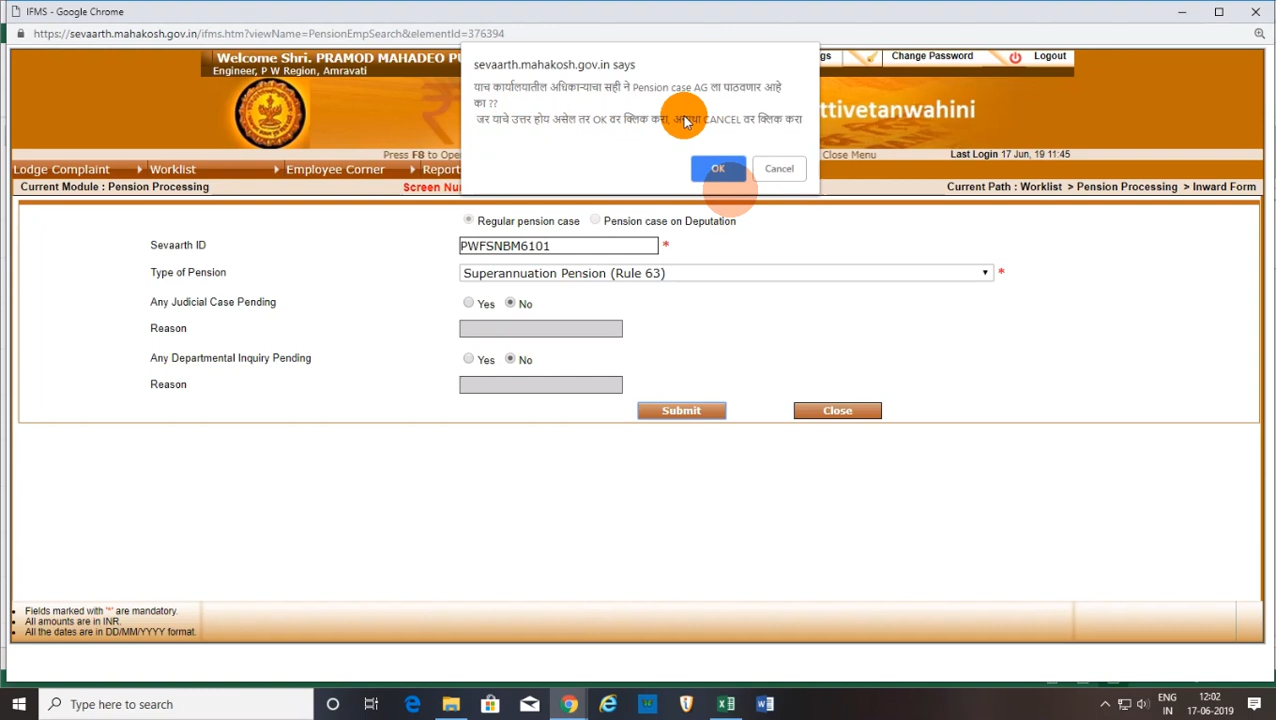 IFMS - Google Chrome
https://sevaarth.mahakosh.gov.in/ifms.htm?viewName=PensionEmpSearch&elementId=376394
Welcome Shri. PRAMOD MAHADEO
Engineer, P W Region, Amravati
Change Password
Logout
sevaarth.mahakosh.gov.in says
याच कार्यालयातील अधिकाऱ्याचा सही ने Pension case AG ला पाठवणार आहे
का ??
जर याचे उत्तर होय असेल तर OK वर क्लिक करा, CANCEL वर क्लिक करा
OK
Cancel
ttivetanwahini
Press F8 to
Close Menu
Last Login 17 Jun, 19 11:45
Lodge Complaint
Worklist
Employee Corner
Report
Current Module : Pension Processing
Screen
Current Path : Worklist > Pension Processing > Inward Form
Regular pension case
Pension case on Deputation
Sevaarth ID
PWFSNBM6101
*
Type of Pension
Superannuation Pension (Rule 63)
*
Any Judicial Case Pending
Yes
No
Reason
Any Departmental Inquiry Pending
Yes
No
Reason
Submit
Close
Fields marked with '*' are mandatory.
All amounts are in INR.
All the dates are in DD/MM/YYYY format.
Type here to search
ENG
IN
12:02
17-06-2019